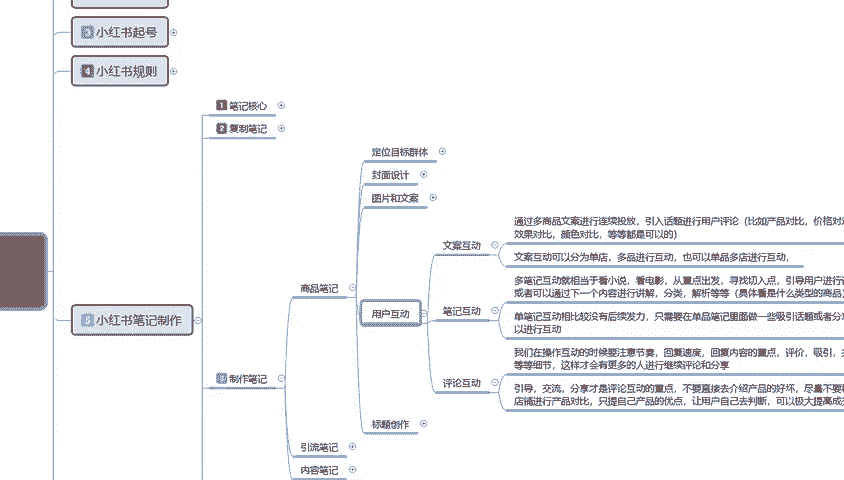 3 小红书起号
4 小红书规则
1 笔记核心
2 复制笔记
定位目标群体
封面设计
图片和文案
通过多商品文案进行连续投放，引入话题进行用户评论（比如产品对比，价格对
效果对比，颜色对比，等等都是可以的）
文案互动
文案互动可以分为单店，多品进行互动，也可以单品多店进行互动，
多笔记互动就相当于看小说，看电影，从重点出发，寻找切入点，引导用户进行
或者可以通过下一个内容进行讲解，分类，解析等等（具体看是什么类型的商品）
商品笔记
用户互动
笔记互动
单笔记互动相比较没有后续发力，只需要在单品笔记里面做一些吸引话题或者分
以进行互动
5 小红书笔记制作
我们在操作互动的时候要注意节奏，回复速度，回复内容的重点，评价，吸引，
等等细节，这样才会有更多的人进行继续评论和分享
3 制作笔记
评论互动
引导，交流，分享才是评论互动的重点，不要直接去介绍产品的好坏，尽量不要
店铺进行产品对比，只提自己产品的优点，让用户自己去判断，可以极大提高成
标题创作
引流笔记
内容笔记